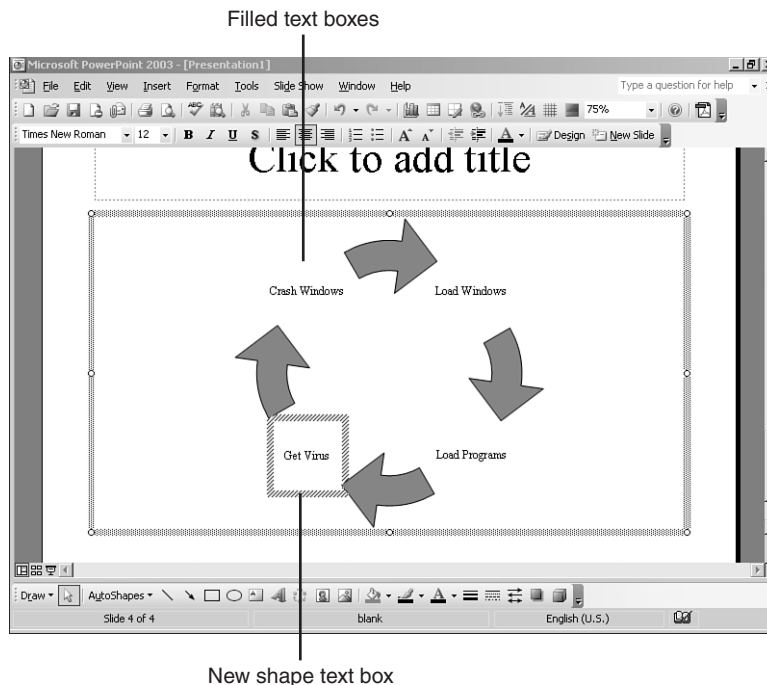 Filled text boxes
Microsoft PowerPoint 2003 - [Presentation1]
File Edit View Insert Format Tools Slide Show Window Help Type a question for help
75%
Times New Roman 12 B I U S A A A Design New Slide
Click to add title
Crash Windows Load Windows
Get Virus Load Programs
Draw AutoShapes A A
Slide 4 of 4 blank English (U.S.)
New shape text box